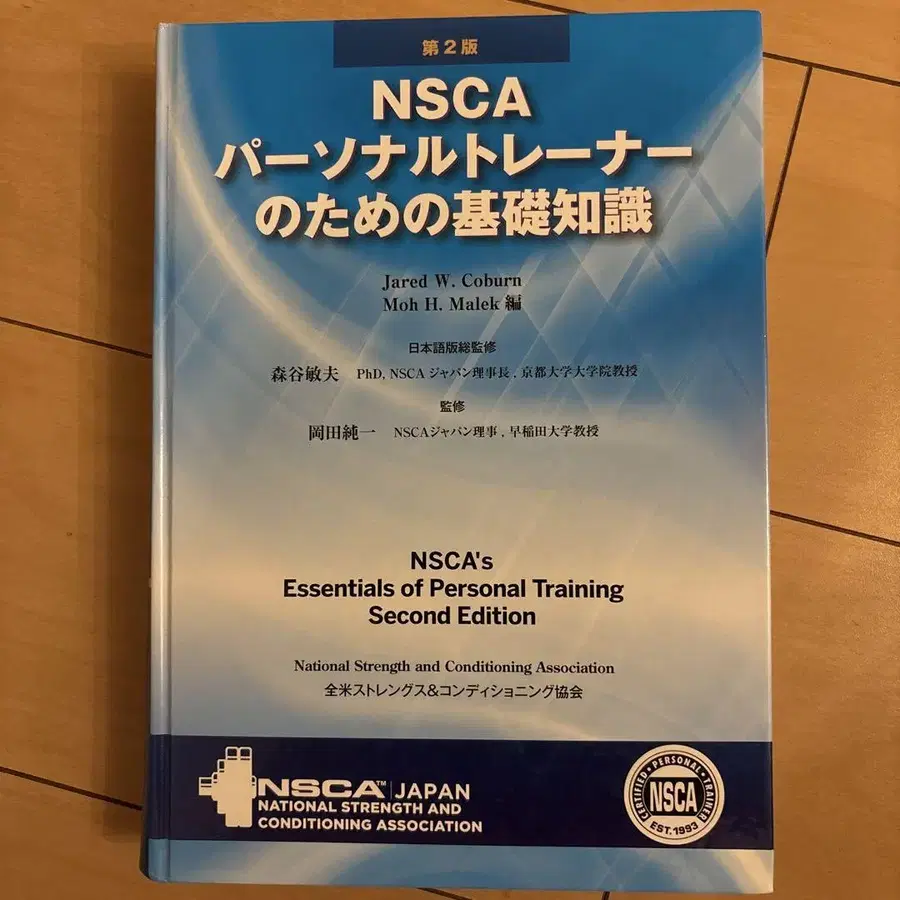 第2版
NSCA
パーソナルトレーナー
のための基礎知識
Jared W. Coburn
Moh H. Malek 編
日本語版総監修
森谷敏夫 PhD, NSCA ジャパン理事長, 京都大学大学院教授
監修
岡田純一 NSCAジャパン理事, 早稲田大学教授
NSCA's
Essentials of Personal Training
Second Edition
National Strength and Conditioning Association
全米ストレングス&コンディショニング協会
NSCA™ JAPAN
NATIONAL STRENGTH AND
CONDITIONING ASSOCIATION
CERTIFIED • PERSONAL • TRAINER
NSCA
EST. 1993